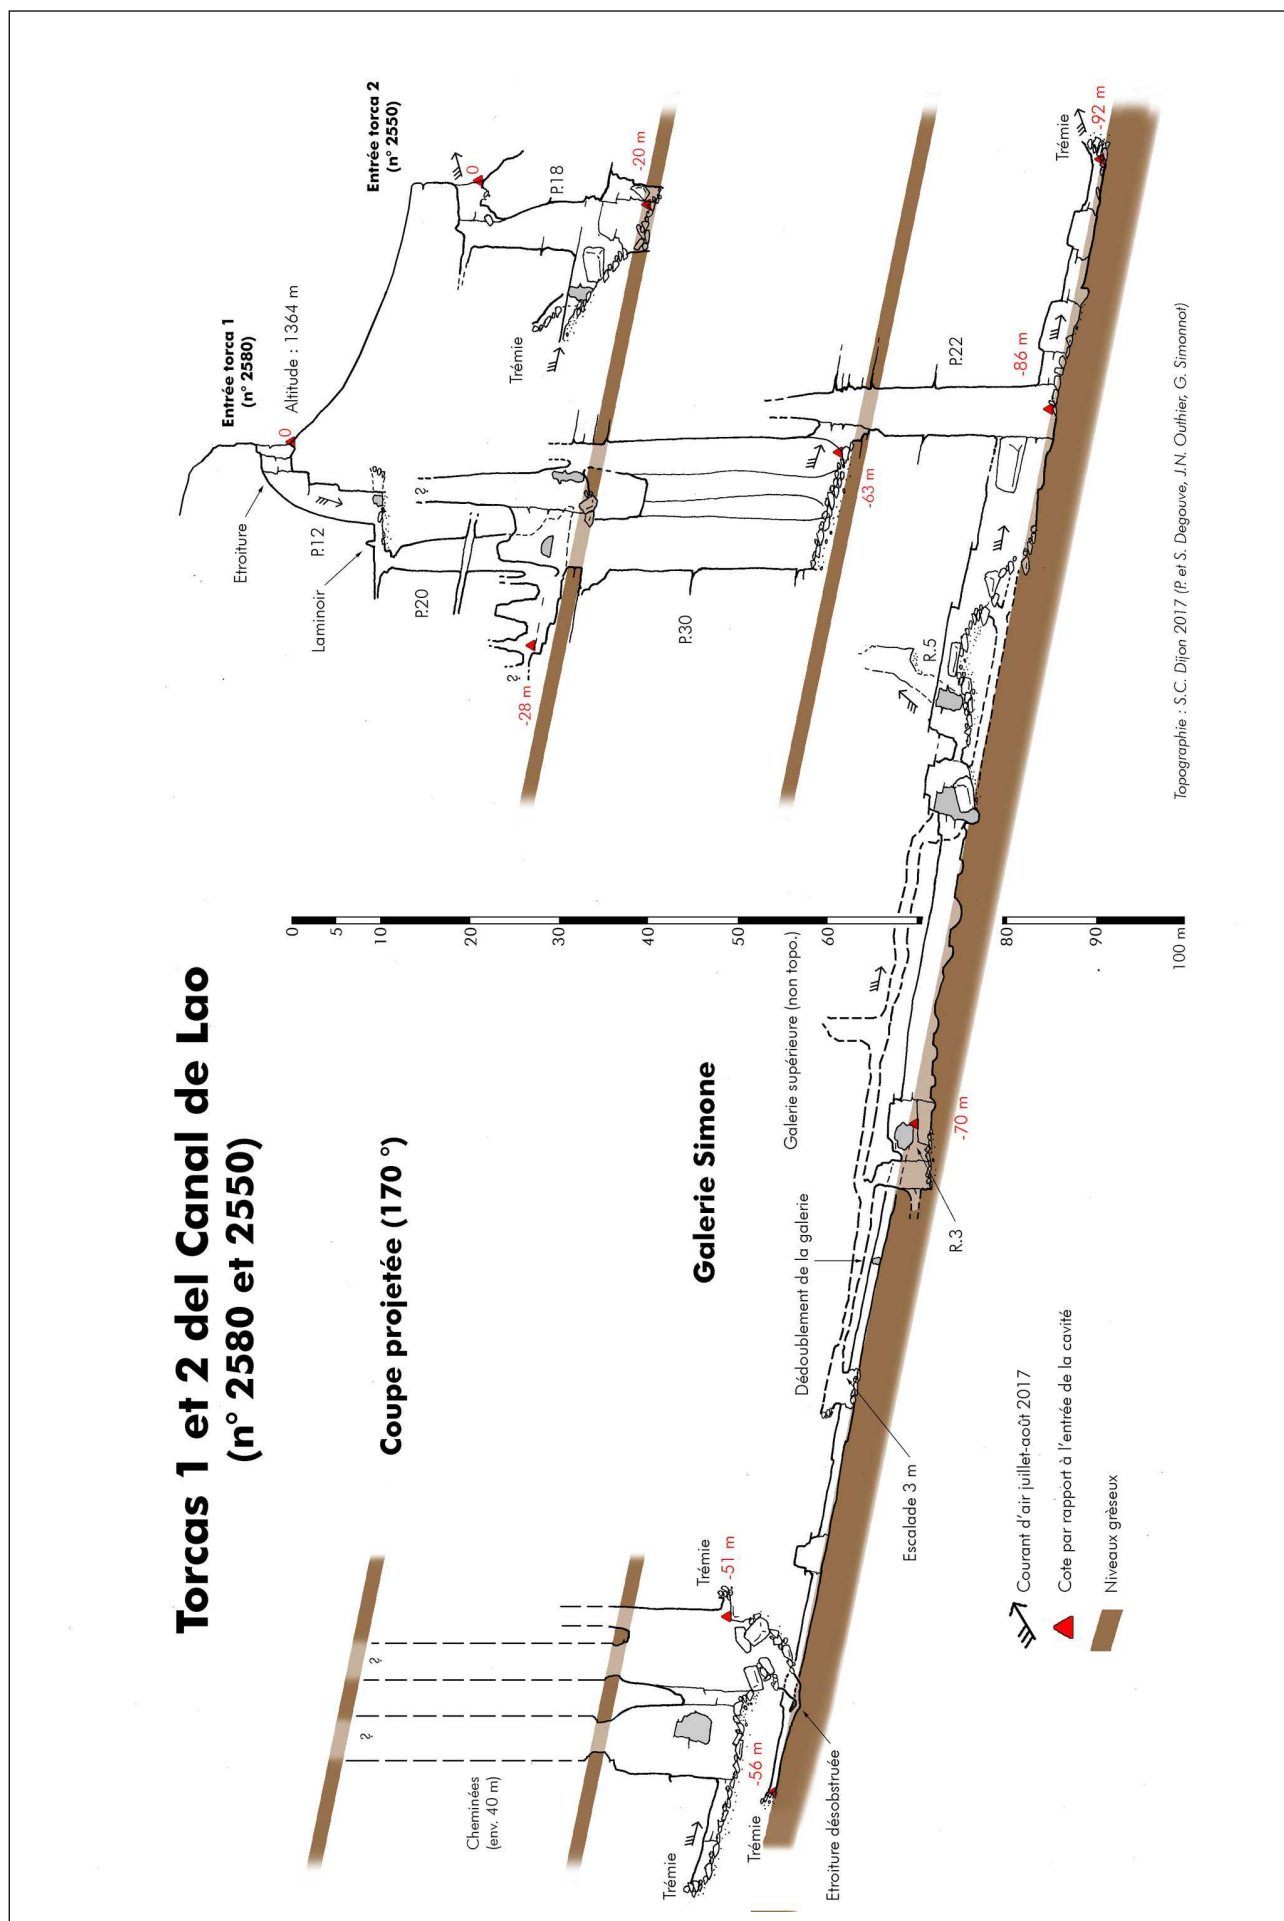 Torcas 1 et 2 del Canal de Lao
(n° 2580 et 2550)
Coupe projetée (170 °)
Galerie Simone
Entrée torca 1
(n° 2580)
0
Altitude : 1364 m
Entrée torca 2
(n° 2550)
0
Etroiture
Laminoir
P.12
P.20
?
?
-28 m
P.30
P.18
-20 m
Trémie
-63 m
P.22
-86 m
Trémie
-92 m
R.5
0
5
10
20
30
40
50
60
80
90
100 m
Galerie supérieure (non topo.)
Dédoublement de la galerie
-70 m
R.3
Escalade 3 m
?
?
Cheminées
(env. 40 m)
Trémie
-51 m
Trémie
Trémie
-56 m
Etroiture désobstruée
Courant d'air juillet-août 2017
Cote par rapport à l'entrée de la cavité
Niveaux grèseux
Topographie : S.C. Dijon 2017 (P. et S. Degouve, J.N. Outhier, G. Simonnot)